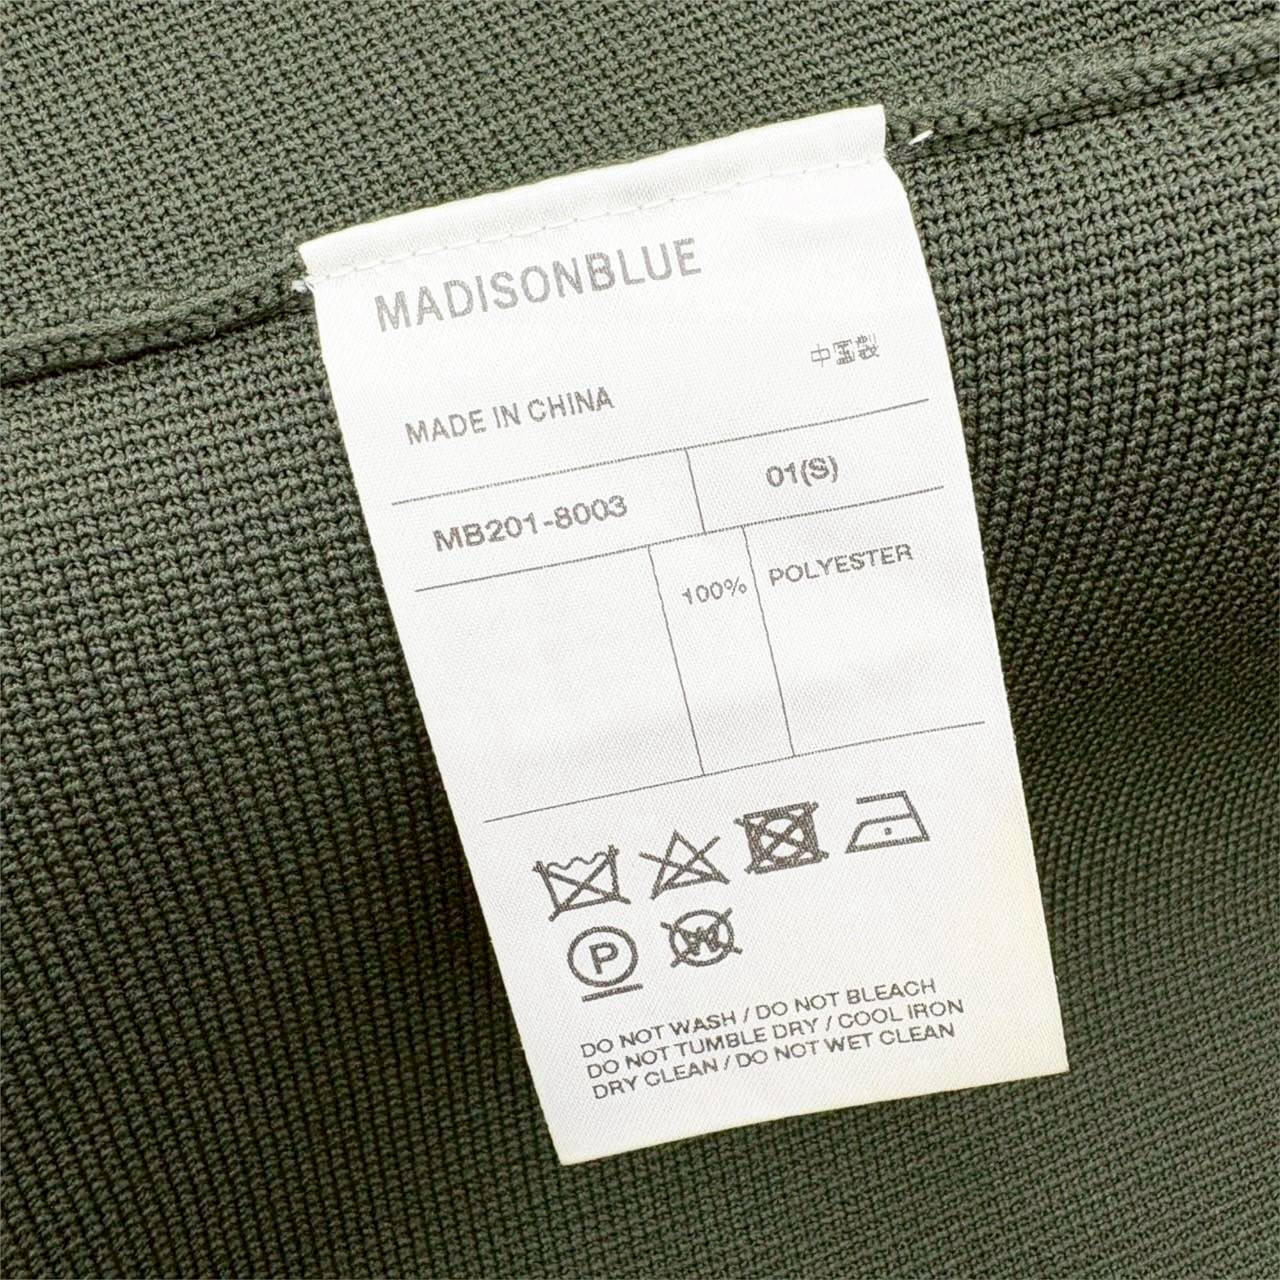 MADISONBLUE
中国製
MADE IN CHINA
MB201-8003 01(S)
100% POLYESTER
P
W
DO NOT WASH / DO NOT BLEACH
DO NOT TUMBLE DRY / COOL IRON
DRY CLEAN / DO NOT WET CLEAN